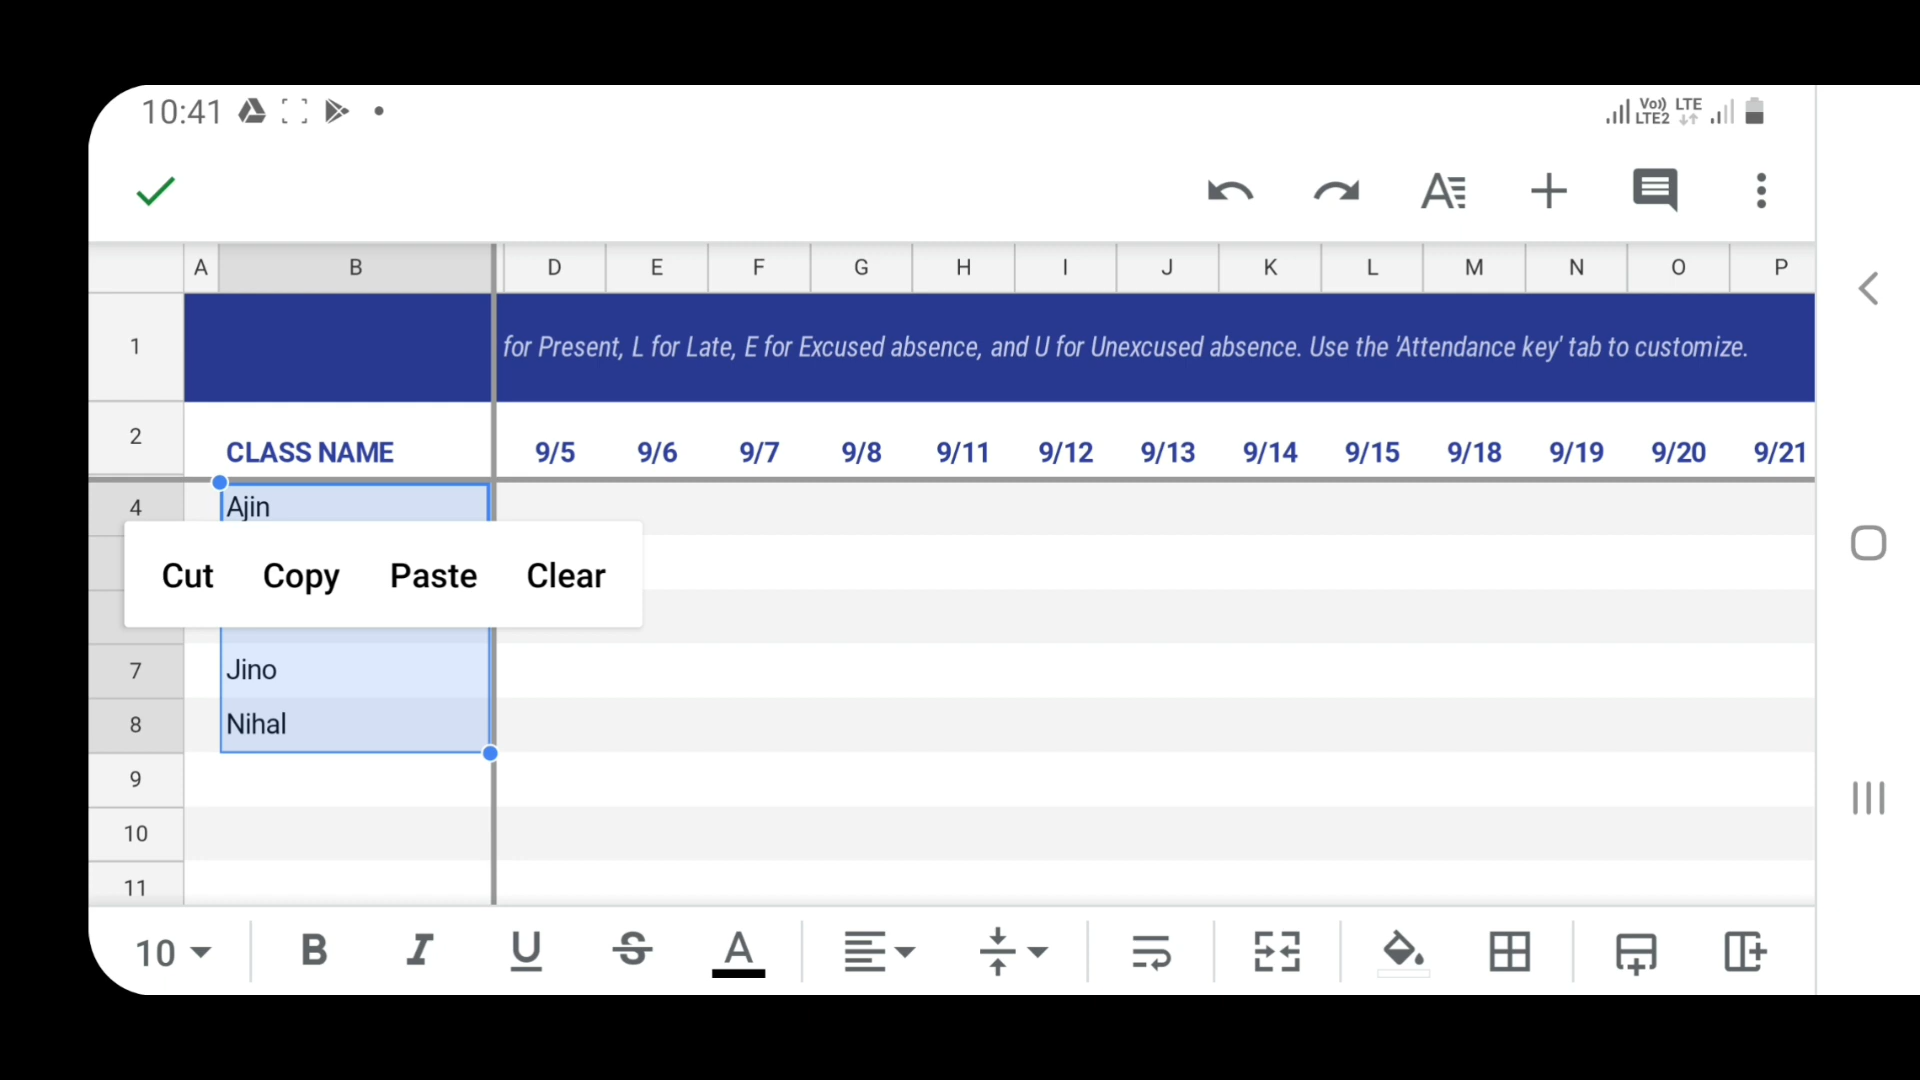 10:41
Vo)) LTE
LTE2
A B D E F G H I J K L M N O P
1 for Present, L for Late, E for Excused absence, and U for Unexcused absence. Use the 'Attendance key' tab to customize.
2 CLASS NAME 9/5 9/6 9/7 9/8 9/11 9/12 9/13 9/14 9/15 9/18 9/19 9/20 9/21
4 Ajin
Cut Copy Paste Clear
7 Jino
8 Nihal
9
10
11
10 B I U S A